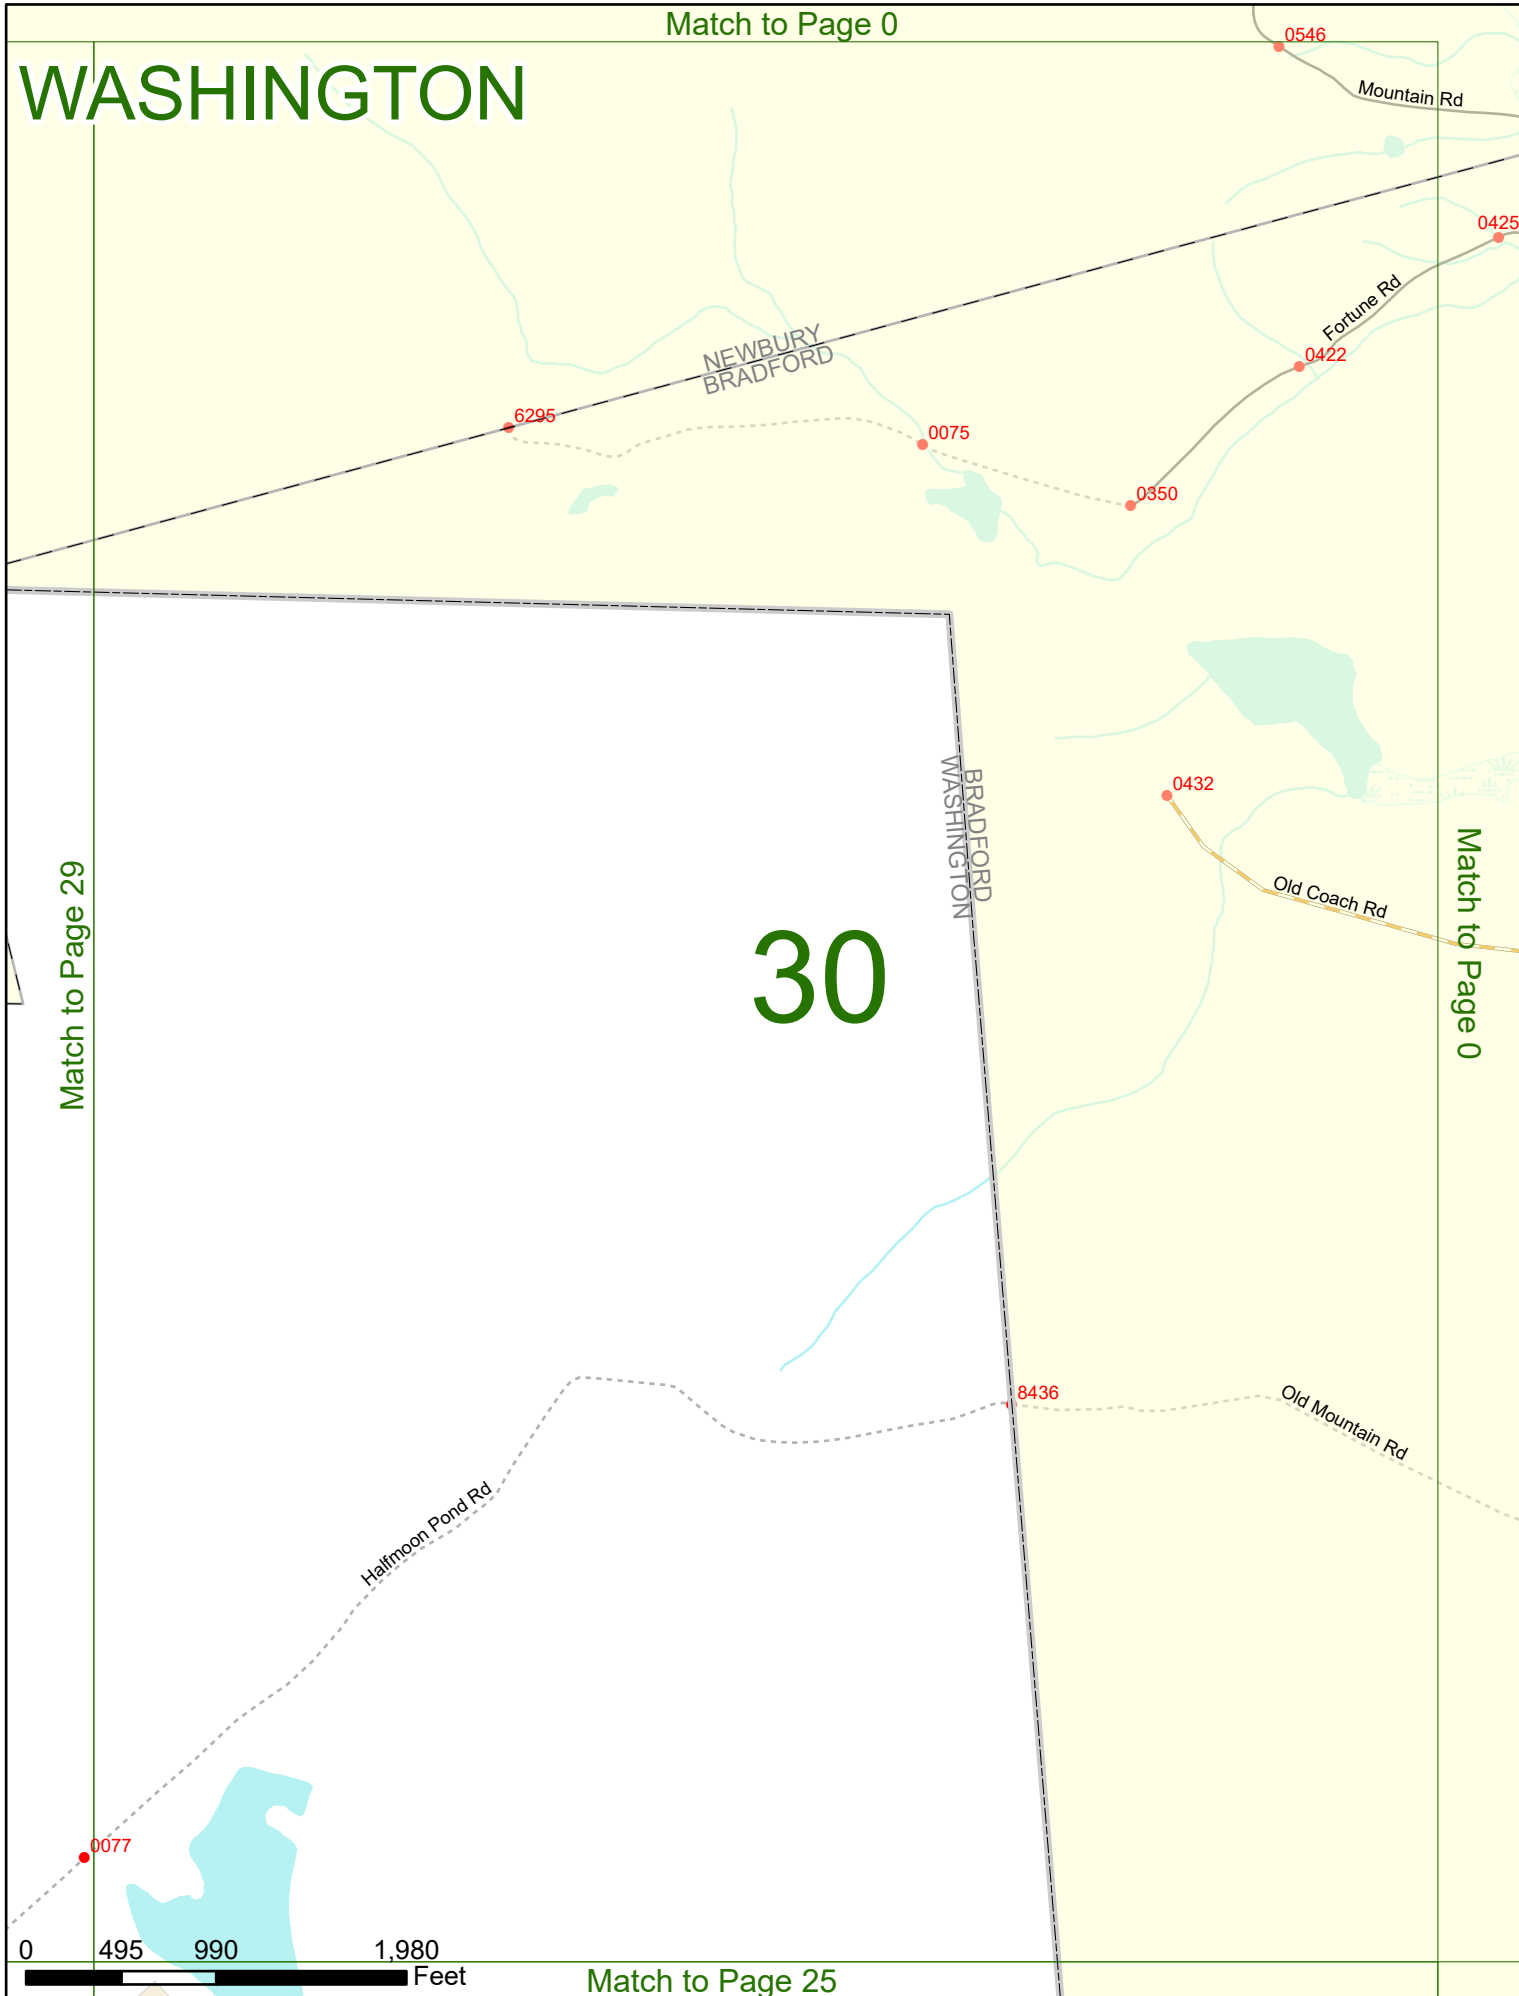 Match to Page 0
WASHINGTON
0546
Mountain Rd
0425
Fortune Rd
0422
NEWBURY
BRADFORD
6295
0075
0350
0432
BRADFORD
WASHINGTON
Old Coach Rd
Match to Page 29
Match to Page 0
30
8436
Old Mountain Rd
Halfmoon Pond Rd
0077
0 495 990 1,980
Feet
Match to Page 25